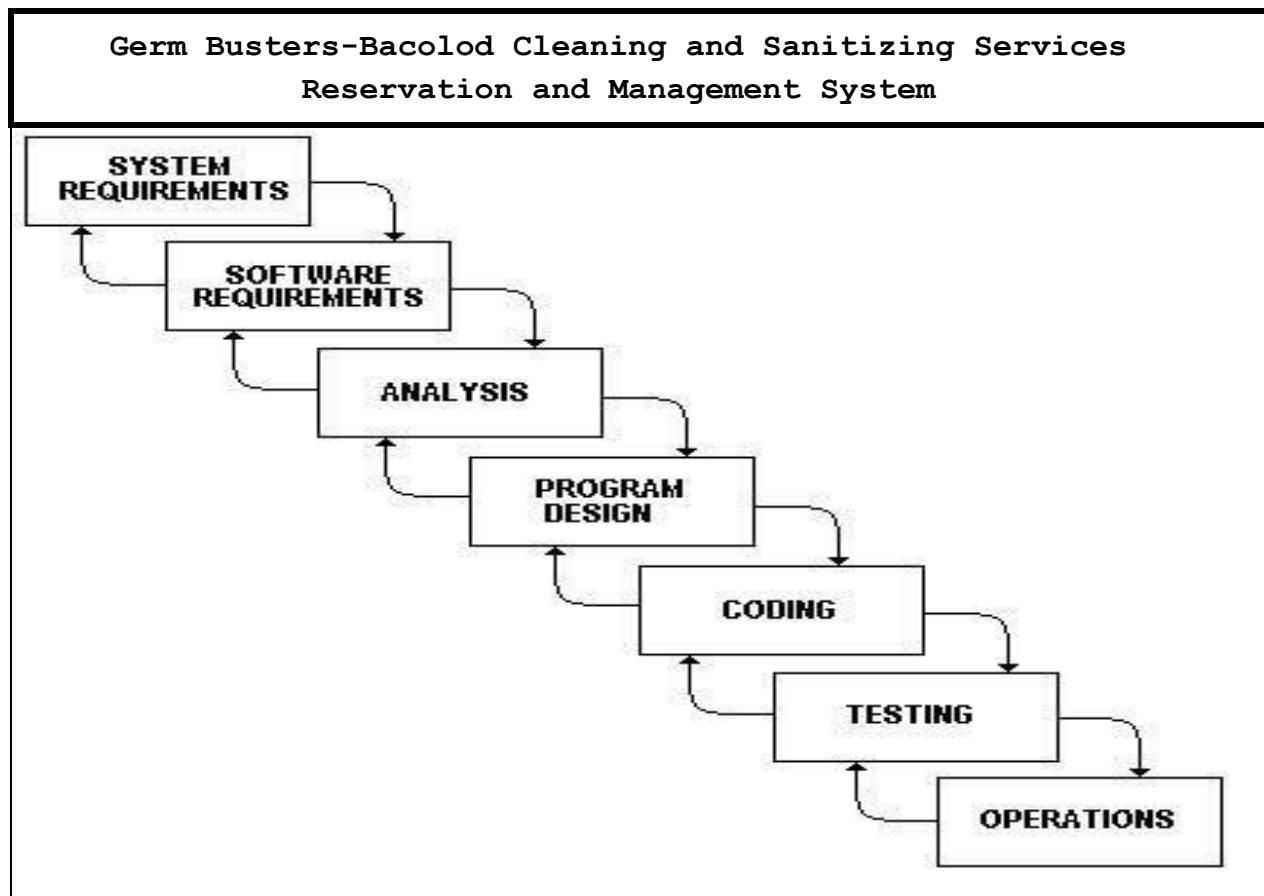 Germ Busters-Bacolod Cleaning and Sanitizing Services
Reservation and Management System
SYSTEM
REQUIREMENTS
SOFTWARE
REQUIREMENTS
ANALYSIS
PROGRAM
DESIGN
CODING
TESTING
OPERATIONS